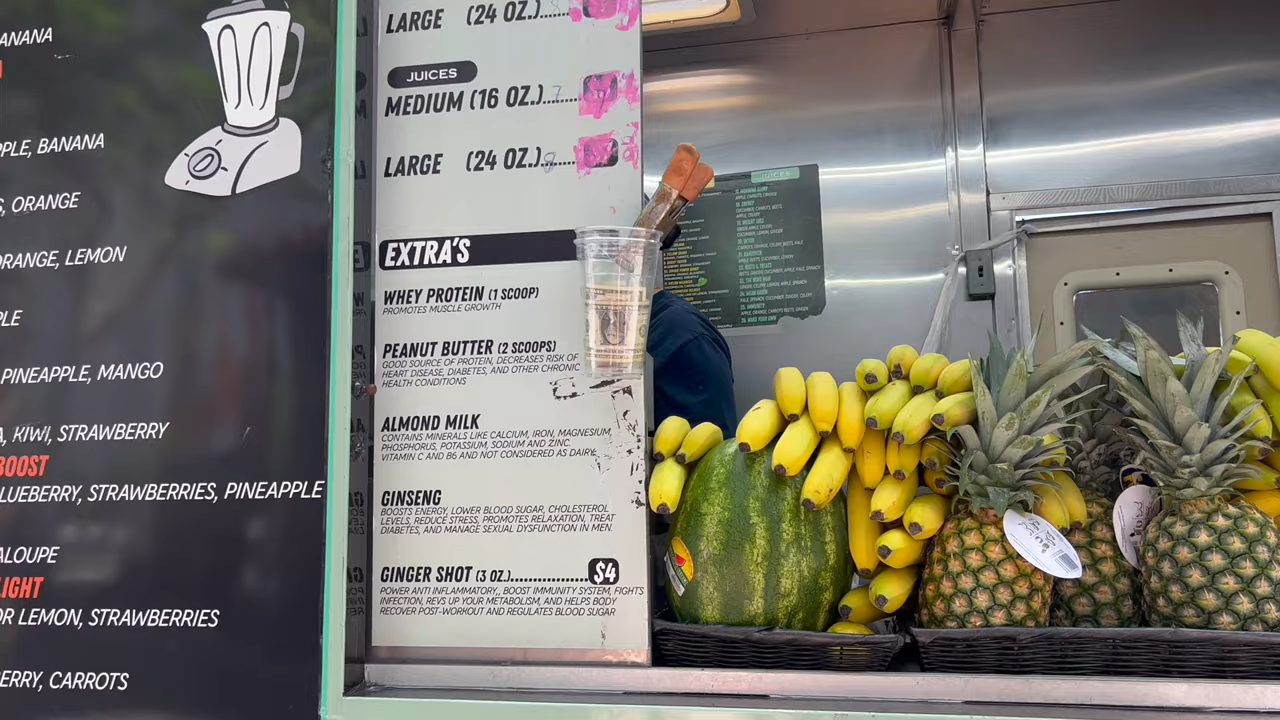 ANANA
PLE, BANANA
, ORANGE
ORANGE, LEMON
PLE
PINEAPPLE, MANGO
, KIWI, STRAWBERRY
BOOST
LUEBERRY, STRAWBERRIES, PINEAPPLE
ALOUPE
LIGHT
OR LEMON, STRAWBERRIES
ERRY, CARROTS
LARGE (24 OZ.)
JUICES
MEDIUM (16 OZ.)......7
LARGE (24 OZ.)......8
EXTRA'S
WHEY PROTEIN (1 SCOOP)
PROMOTES MUSCLE GROWTH
PEANUT BUTTER (2 SCOOPS)
GOOD SOURCE OF PROTEIN, DECREASES RISK OF
HEART DISEASE, DIABETES, AND OTHER CHRONIC
HEALTH CONDITIONS
ALMOND MILK
CONTAINS MINERALS LIKE CALCIUM, IRON, MAGNESIUM,
PHOSPHORUS, POTASSIUM, SODIUM AND ZINC.
VITAMIN C AND B6 AND NOT CONSIDERED AS DAIRY.
GINSENG
BOOSTS ENERGY, LOWER BLOOD SUGAR, CHOLESTEROL
LEVELS, REDUCE STRESS, PROMOTES RELAXATION, TREAT
DIABETES, AND MANAGE SEXUAL DYSFUNCTION IN MEN.
GINGER SHOT (3 OZ.)................$4
POWER ANTI INFLAMMATORY,, BOOST IMMUNITY SYSTEM, FIGHTS
INFECTION, REVS UP YOUR METABOLISM, AND HELPS BODY
RECOVER POST-WORKOUT AND REGULATES BLOOD SUGAR
JUICES